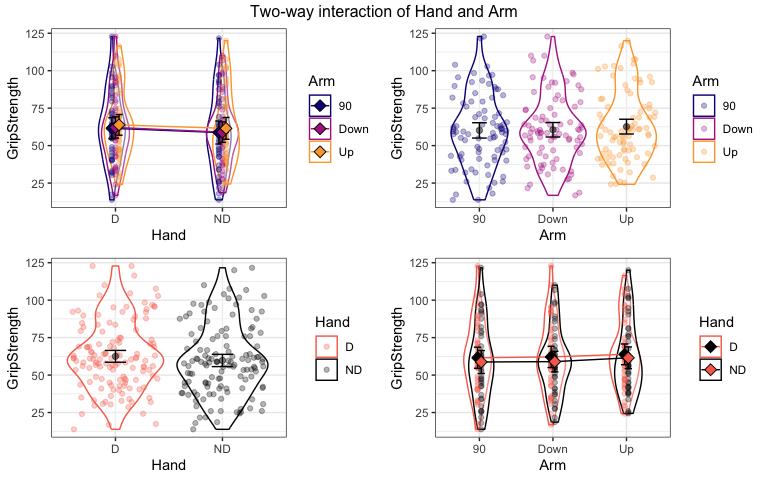 Two-way interaction of Hand and Arm
GripStrength
125
100
75
50
25
D
ND
Hand
Arm
90
Down
Up
GripStrength
125
100
75
50
25
90
Down
Up
Arm
Arm
90
Down
Up
GripStrength
125
100
75
50
25
D
ND
Hand
Hand
D
ND
GripStrength
125
100
75
50
25
90
Down
Up
Arm
Hand
D
ND